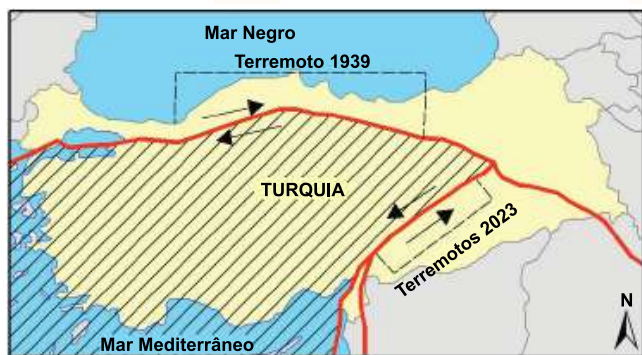 Mar Negro
Terremoto 1939
TURQUIA
Terremotos 2023
N
Mar Mediterrâneo